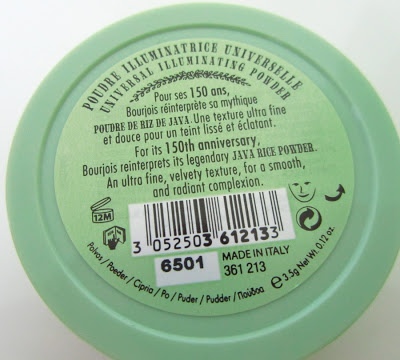 POUDRE ILLUMINATRICE UNIVERSELLE
UNIVERSAL ILLUMINATING POWDER
Pour ses 150 ans,
Bourjois réinterprète sa mythique
POUDRE DE RIZ DE JAVA. Une texture ultra fine
et douce pour un teint lissé et éclatant.
For its 150th anniversary,
Bourjois reinterprets its legendary JAVA RICE POWDER.
An ultra fine, velvety texture, for a smooth,
and radiant complexion.
12M
3 052503 612133
6501
MADE IN ITALY
361 213
Polvos / Poeder / Cipria / Po / Puder / Pudder / Πούδρα
℮ 3.5g Net Wt 0.12 oz.